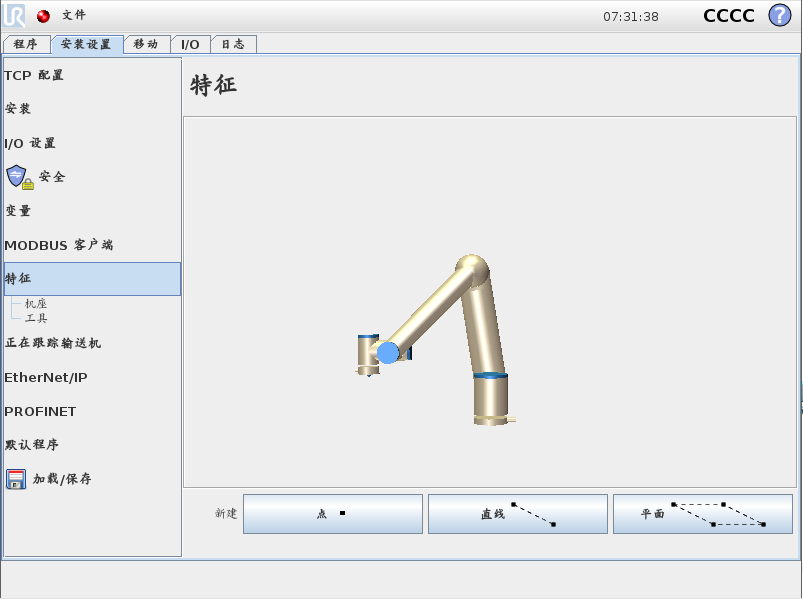 UR 文件 07:31:38 CCCC ?
程序 安装设置 移动 I/O 日志
TCP 配置
安装
I/O 设置
安全
变量
MODBUS 客户端
特征
机座
工具
正在跟踪输送机
EtherNet/IP
PROFINET
默认程序
加载/保存
特征
新建 点 直线 平面